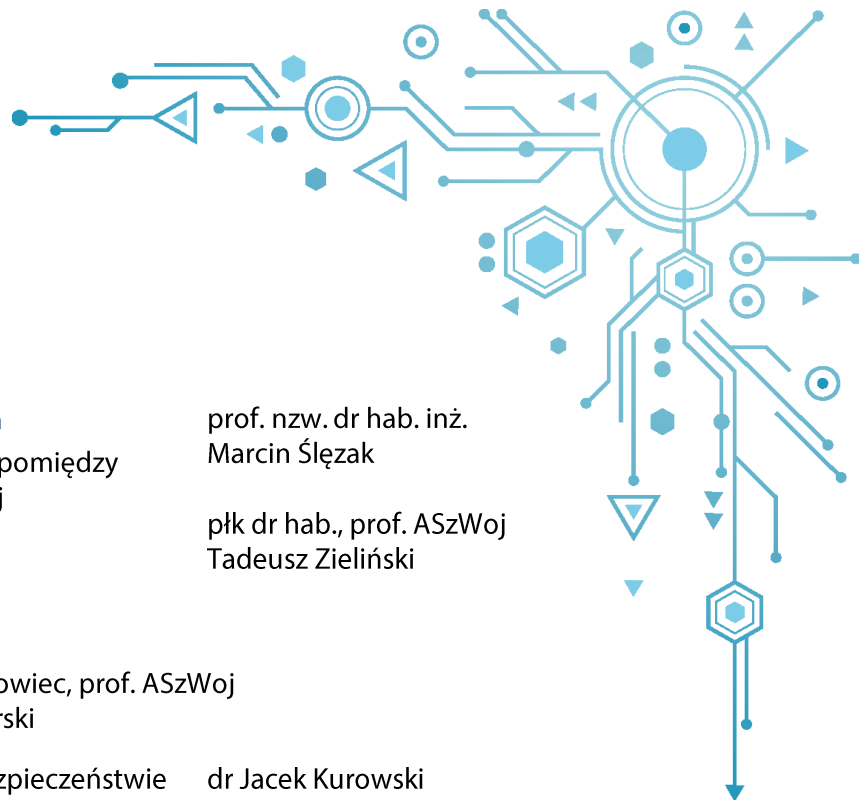 prof. nzw. dr hab. inż.
Marcin Ślęzak
pomiędzy
płk dr hab., prof. ASzWoj
Tadeusz Zieliński
owiec, prof. ASzWoj
rski
zpieczeństwie dr Jacek Kurowski